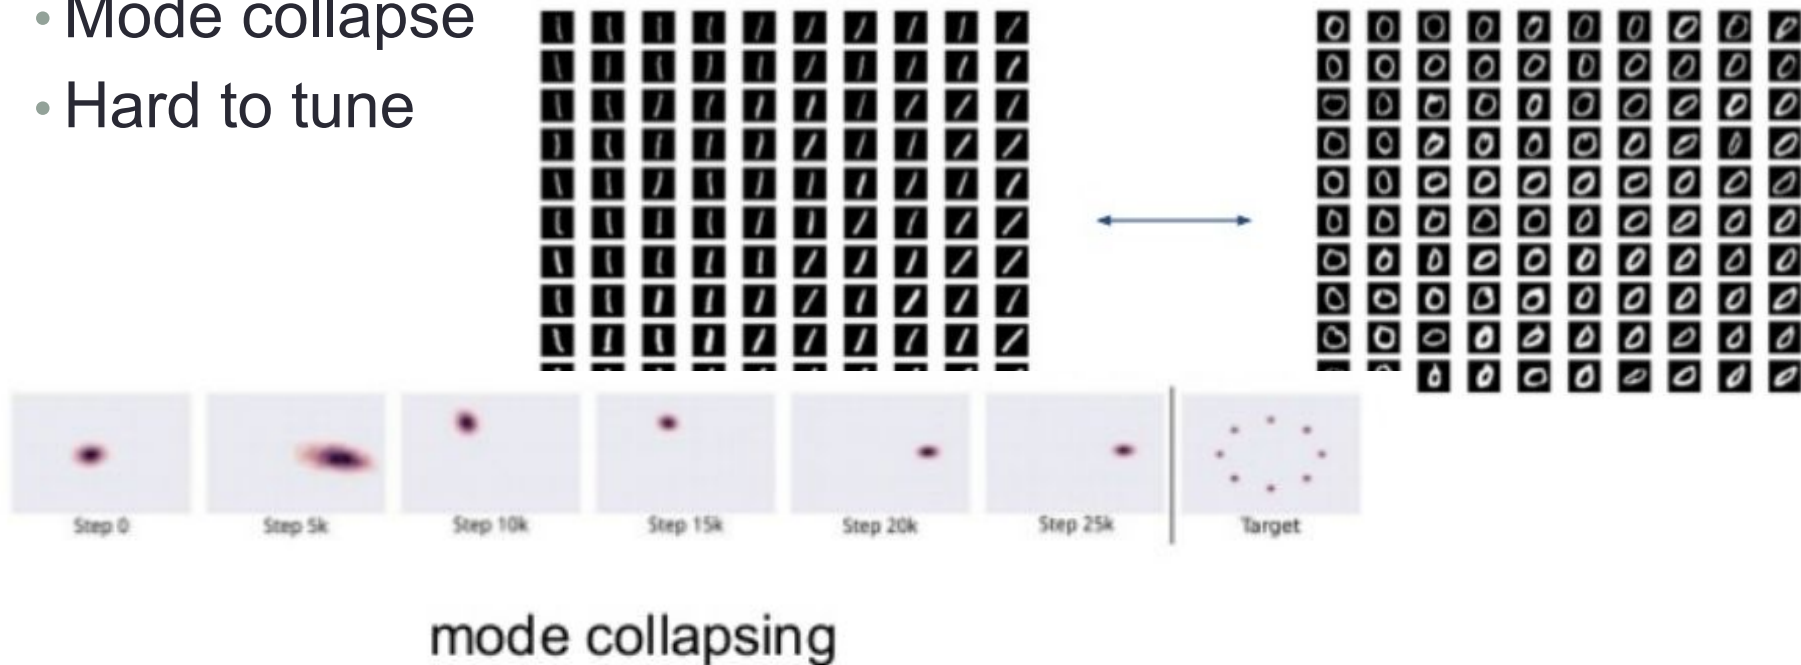 • Mode collapse
• Hard to tune
Step 0 Step 5k Step 10k Step 15k Step 20k Step 25k Target
mode collapsing